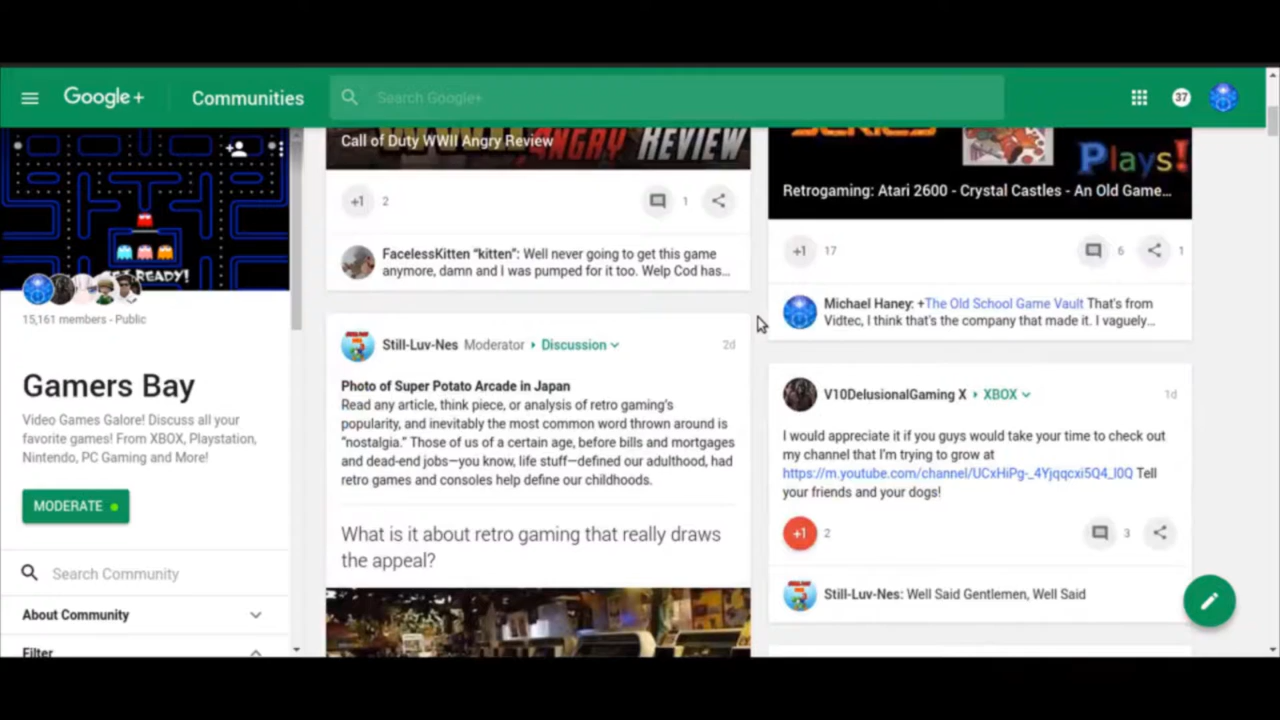 Google+
Communities
Search Google+
37
GET READY!
15,161 members - Public
Gamers Bay
Video Games Galore! Discuss all your
favorite games! From XBOX, Playstation,
Nintendo, PC Gaming and More!
MODERATE
Search Community
About Community
Filter
ANGRY REVIEW
Call of Duty WWII Angry Review
+1 2 1
FacelessKitten “kitten”: Well never going to get this game
anymore, damn and I was pumped for it too. Welp Cod has...
Still-Luv-Nes Moderator Discussion 2d
Photo of Super Potato Arcade in Japan
Read any article, think piece, or analysis of retro gaming’s
popularity, and inevitably the most common word thrown around is
“nostalgia.” Those of us of a certain age, before bills and mortgages
and dead-end jobs—you know, life stuff—defined our adulthood, had
retro games and consoles help define our childhoods.
What is it about retro gaming that really draws
the appeal?
SERIES
Plays!
Retrogaming: Atari 2600 - Crystal Castles - An Old Game...
+1 17 6 1
Michael Haney: +The Old School Game Vault That's from
Vidtec, I think that's the company that made it. I vaguely...
V10DelusionalGaming X XBOX 1d
I would appreciate it if you guys would take your time to check out
my channel that I’m trying to grow at
https://m.youtube.com/channel/UCxHiPg-_4Yjqqcxi5Q4_l0Q Tell
your friends and your dogs!
+1 2 3
Still-Luv-Nes: Well Said Gentlemen, Well Said